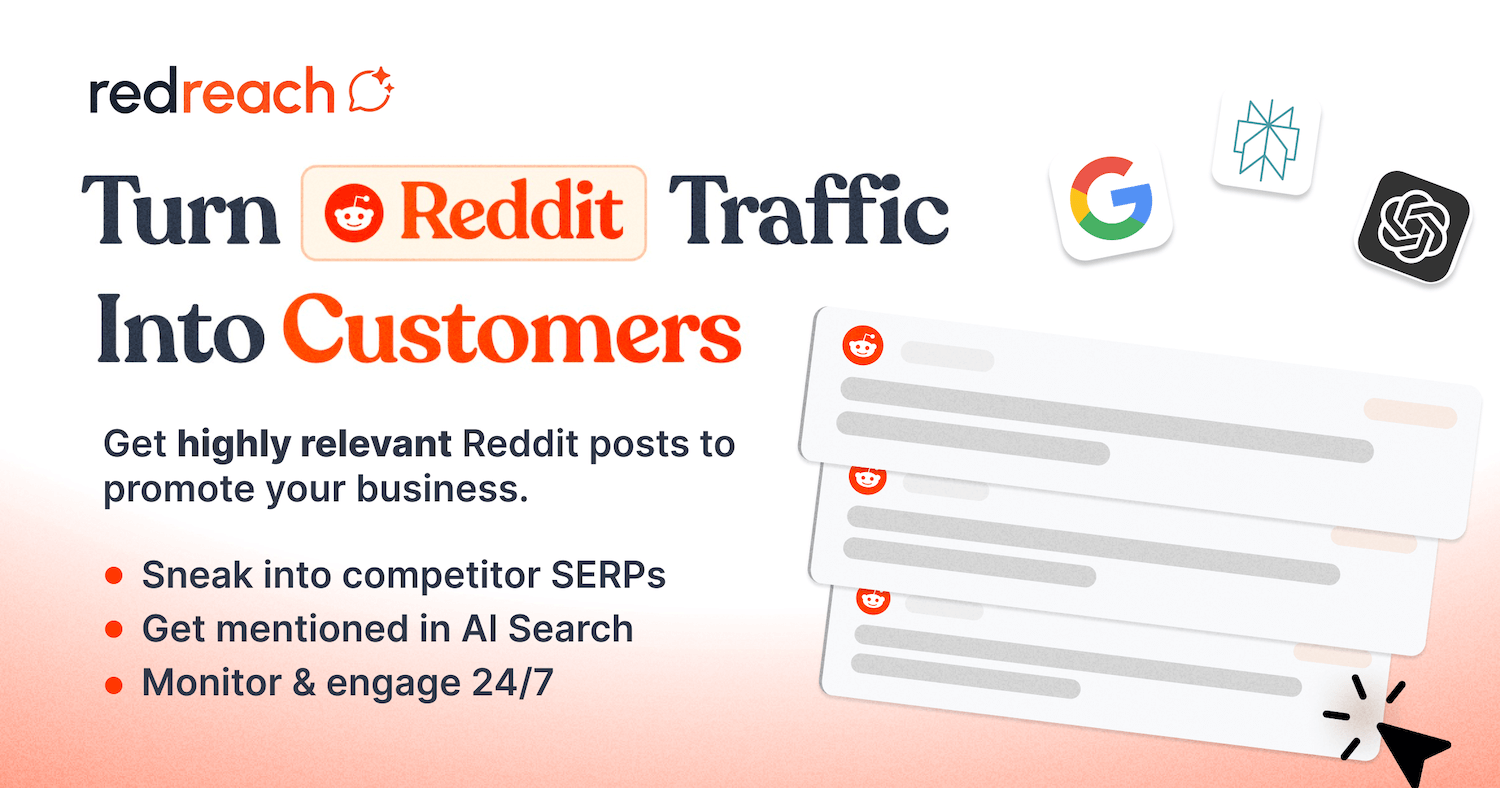 redreach
Turn Reddit Traffic
Into Customers
Get highly relevant Reddit posts to
promote your business.
Sneak into competitor SERPs
Get mentioned in AI Search
Monitor & engage 24/7